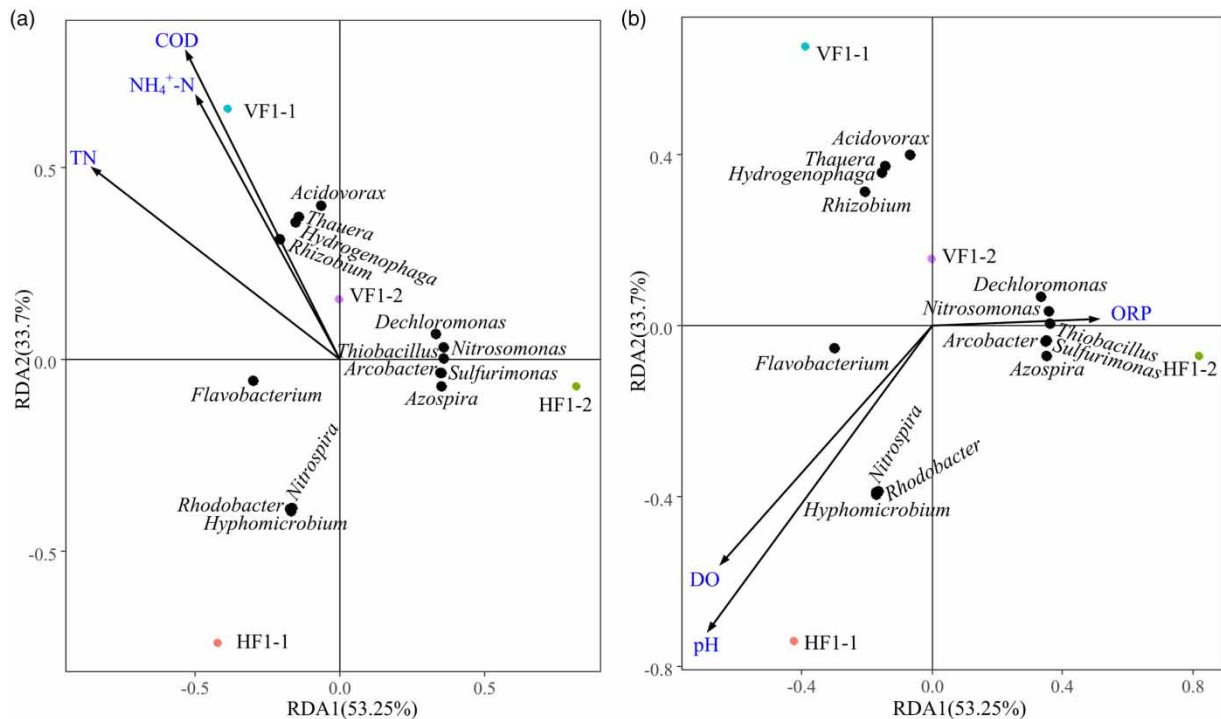 (a)
COD
NH4+-N
VF1-1
TN
0.5
Acidovorax
Thauera
Hydrogenophaga
Rhizobium
VF1-2
Dechloromonas
Thiobacillus
Nitrosomonas
0.0
Arcobacter
Sulfurimonas
Flavobacterium
Azospira
HF1-2
Nitrospira
Rhodobacter
Hyphomicrobium
-0.5
HF1-1
-0.5
0.0
0.5
RDA1(53.25%)
RDA2(33.7%)
(b)
VF1-1
0.4
Acidovorax
Thauera
Hydrogenophaga
Rhizobium
VF1-2
Dechloromonas
Nitrosomonas
ORP
0.0
Arcobacter
Thiobacillus
Sulfurimonas
Flavobacterium
Azospira
HF1-2
Nitrospira
Rhodobacter
-0.4
Hyphomicrobium
DO
pH
HF1-1
-0.8
-0.4
0.0
0.4
0.8
RDA1(53.25%)
RDA2(33.7%)